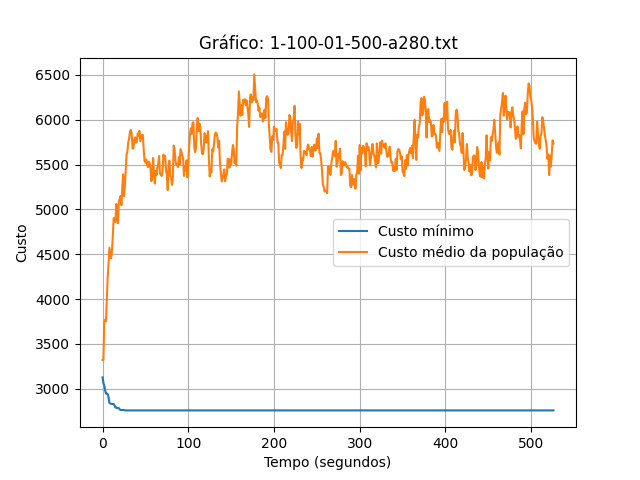 Gráfico: 1-100-01-500-a280.txt
6500
6000
5500
5000
4500
4000
3500
3000
Custo
Custo mínimo
Custo médio da população
0 100 200 300 400 500
Tempo (segundos)